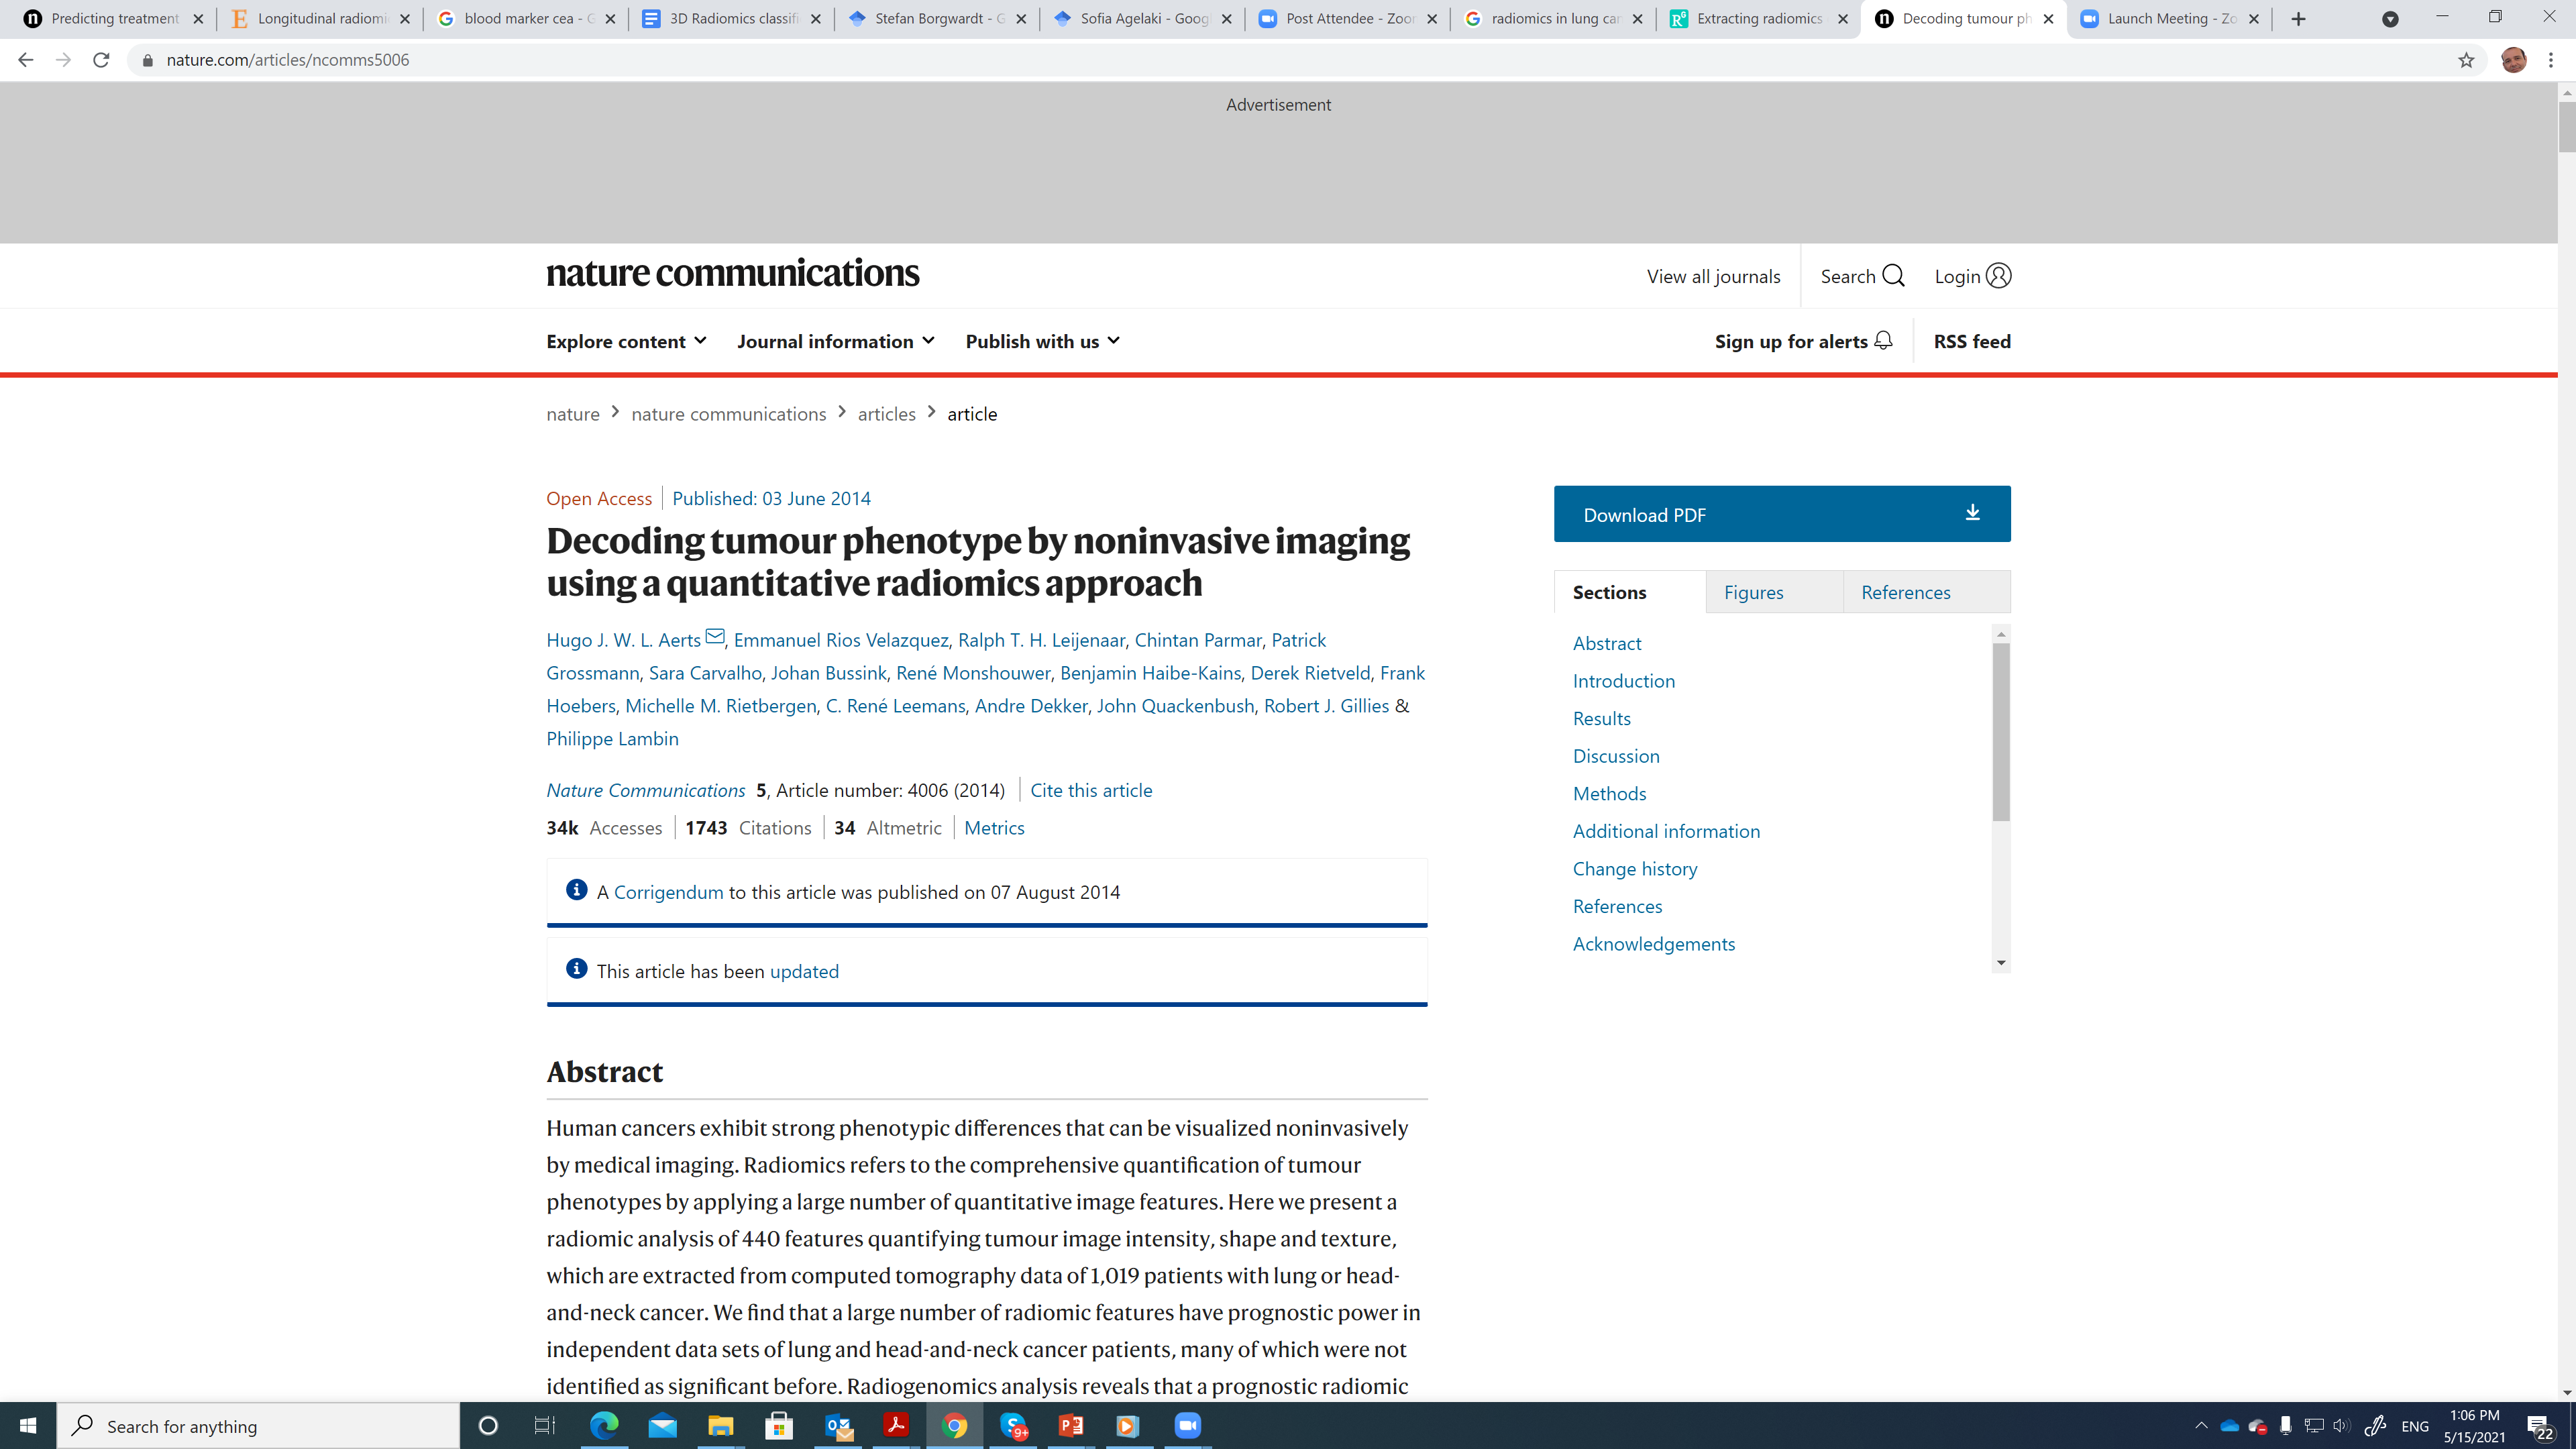 Predicting treatment
Longitudinal radiomi
blood marker cea - G
3D Radiomics classifi
Stefan Borgwardt - G
Sofia Agelaki - Goog
Post Attendee - Zoon
radiomics in lung car
Extracting radiomics
Decoding tumour ph
Launch Meeting - Zo
nature.com/articles/ncomms5006
Advertisement
nature communications
View all journals
Search
Login
Explore content
Journal information
Publish with us
Sign up for alerts
RSS feed
nature > nature communications > articles > article
Open Access | Published: 03 June 2014
Decoding tumour phenotype by noninvasive imaging
using a quantitative radiomics approach
Hugo J. W. L. Aerts, Emmanuel Rios Velazquez, Ralph T. H. Leijenaar, Chintan Parmar, Patrick
Grossmann, Sara Carvalho, Johan Bussink, René Monshouwer, Benjamin Haibe-Kains, Derek Rietveld, Frank
Hoebers, Michelle M. Rietbergen, C. René Leemans, Andre Dekker, John Quackenbush, Robert J. Gillies &
Philippe Lambin
Nature Communications 5, Article number: 4006 (2014) | Cite this article
34k Accesses | 1743 Citations | 34 Altmetric | Metrics
A Corrigendum to this article was published on 07 August 2014
This article has been updated
Abstract
Human cancers exhibit strong phenotypic differences that can be visualized noninvasively
by medical imaging. Radiomics refers to the comprehensive quantification of tumour
phenotypes by applying a large number of quantitative image features. Here we present a
radiomic analysis of 440 features quantifying tumour image intensity, shape and texture,
which are extracted from computed tomography data of 1,019 patients with lung or head-
and-neck cancer. We find that a large number of radiomic features have prognostic power in
independent data sets of lung and head-and-neck cancer patients, many of which were not
identified as significant before. Radiogenomics analysis reveals that a prognostic radiomic
Download PDF
Sections
Figures
References
Abstract
Introduction
Results
Discussion
Methods
Additional information
Change history
References
Acknowledgements
Search for anything
9+
ENG
1:06 PM
5/15/2021
22